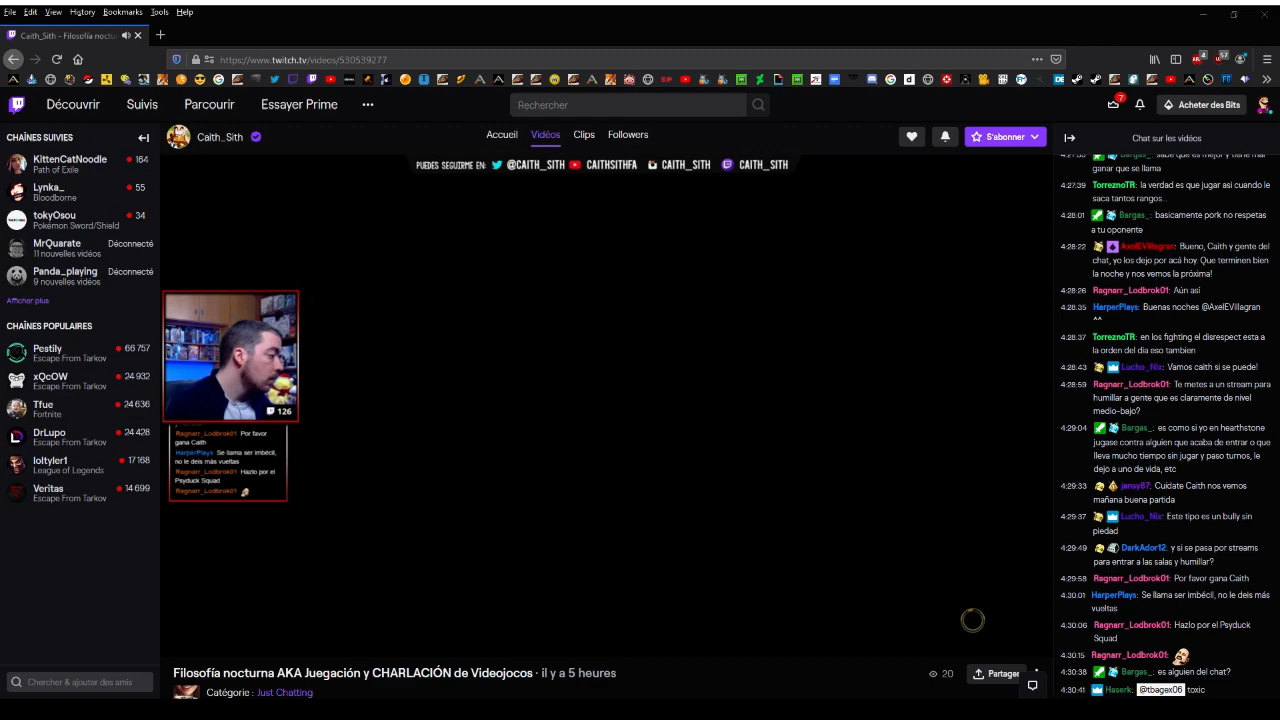 File Edit View History Bookmarks Tools Help
Caith_Sith - Filosofía noctu
https://www.twitch.tv/videos/530539277
Découvrir Suivis Parcourir Essayer Prime
Rechercher
7
Acheter des Bits
CHAÎNES SUIVIES
KittenCatNoodle 164
Path of Exile
Lynka_ 55
Bloodborne
tokyOsou 34
Pokémon Sword/Shield
MrQuarate Déconnecté
11 nouvelles vidéos
Panda_playing Déconnecté
9 nouvelles vidéos
Afficher plus
CHAÎNES POPULAIRES
Pestily 66 757
Escape From Tarkov
xQcOW 24 932
Escape From Tarkov
Tfue 24 636
Fortnite
DrLupo 24 428
Escape From Tarkov
loltyler1 17 168
League of Legends
Veritas 14 699
Escape From Tarkov
Chercher & ajouter des amis
Caith_Sith
Accueil Vidéos Clips Followers
S'abonner
PUEDES SEGUIRME EN: @CAITH_SITH CAITHSITHFA CAITH_SITH CAITH_SITH
126
Ragnarr_Lodbrok01 Por favor
gana Caith
HarperPlays Se llama ser imbécil,
no le deis más vueltas
Ragnarr_Lodbrok01 Hazlo por el
Psyduck Squad
Ragnarr_Lodbrok01
Filosofía nocturna AKA Juegación y CHARLACIÓN de Videojocos · il y a 5 heures
20
Partager
Catégorie : Just Chatting
Chat sur les vidéos
ganar que se llama
4:27:39 TorreznoTR: la verdad es que jugar asi cuando le
saca tantos rangos..
4:28:01 Bargas_: basicamente pork no respetas
a tu oponente
4:28:22 AxelEVillagran: Bueno, Caith y gente del
chat, yo los dejo por acá hoy. Que terminen bien
la noche y nos vemos la próxima!
4:28:26 Ragnarr_Lodbrok01: Aún así
4:28:35 HarperPlays: Buenas noches @AxelEVillagran
^^
4:28:37 TorreznoTR: en los fighting el disrespect esta a
la orden del dia eso tambien
4:28:43 Lucho_Nix: Vamos caith si se puede!
4:28:59 Ragnarr_Lodbrok01: Te metes a un stream para
humillar a gente que es claramente de nivel
medio-bajo?
4:29:04 Bargas_: es como si yo en hearthstone
jugase contra alguien que acaba de entrar o que
lleva mucho tiempo sin jugar y paso turnos, le
dejo a uno de vida, etc
4:29:33 jansy87: Cuidate Caith nos vemos
mañana buena partida
4:29:37 Lucho_Nix: Este tipo es un bully sin
piedad
4:29:49 DarkAdor12: y si se pasa por streams
para entrar a las salas y humillar?
4:29:58 Ragnarr_Lodbrok01: Por favor gana Caith
4:30:01 HarperPlays: Se llama ser imbécil, no le deis más
vueltas
4:30:06 Ragnarr_Lodbrok01: Hazlo por el Psyduck
Squad
4:30:15 Ragnarr_Lodbrok01:
4:30:38 Bargas_: es alguien del chat?
4:30:41 Haserk: @tbagex06 toxic